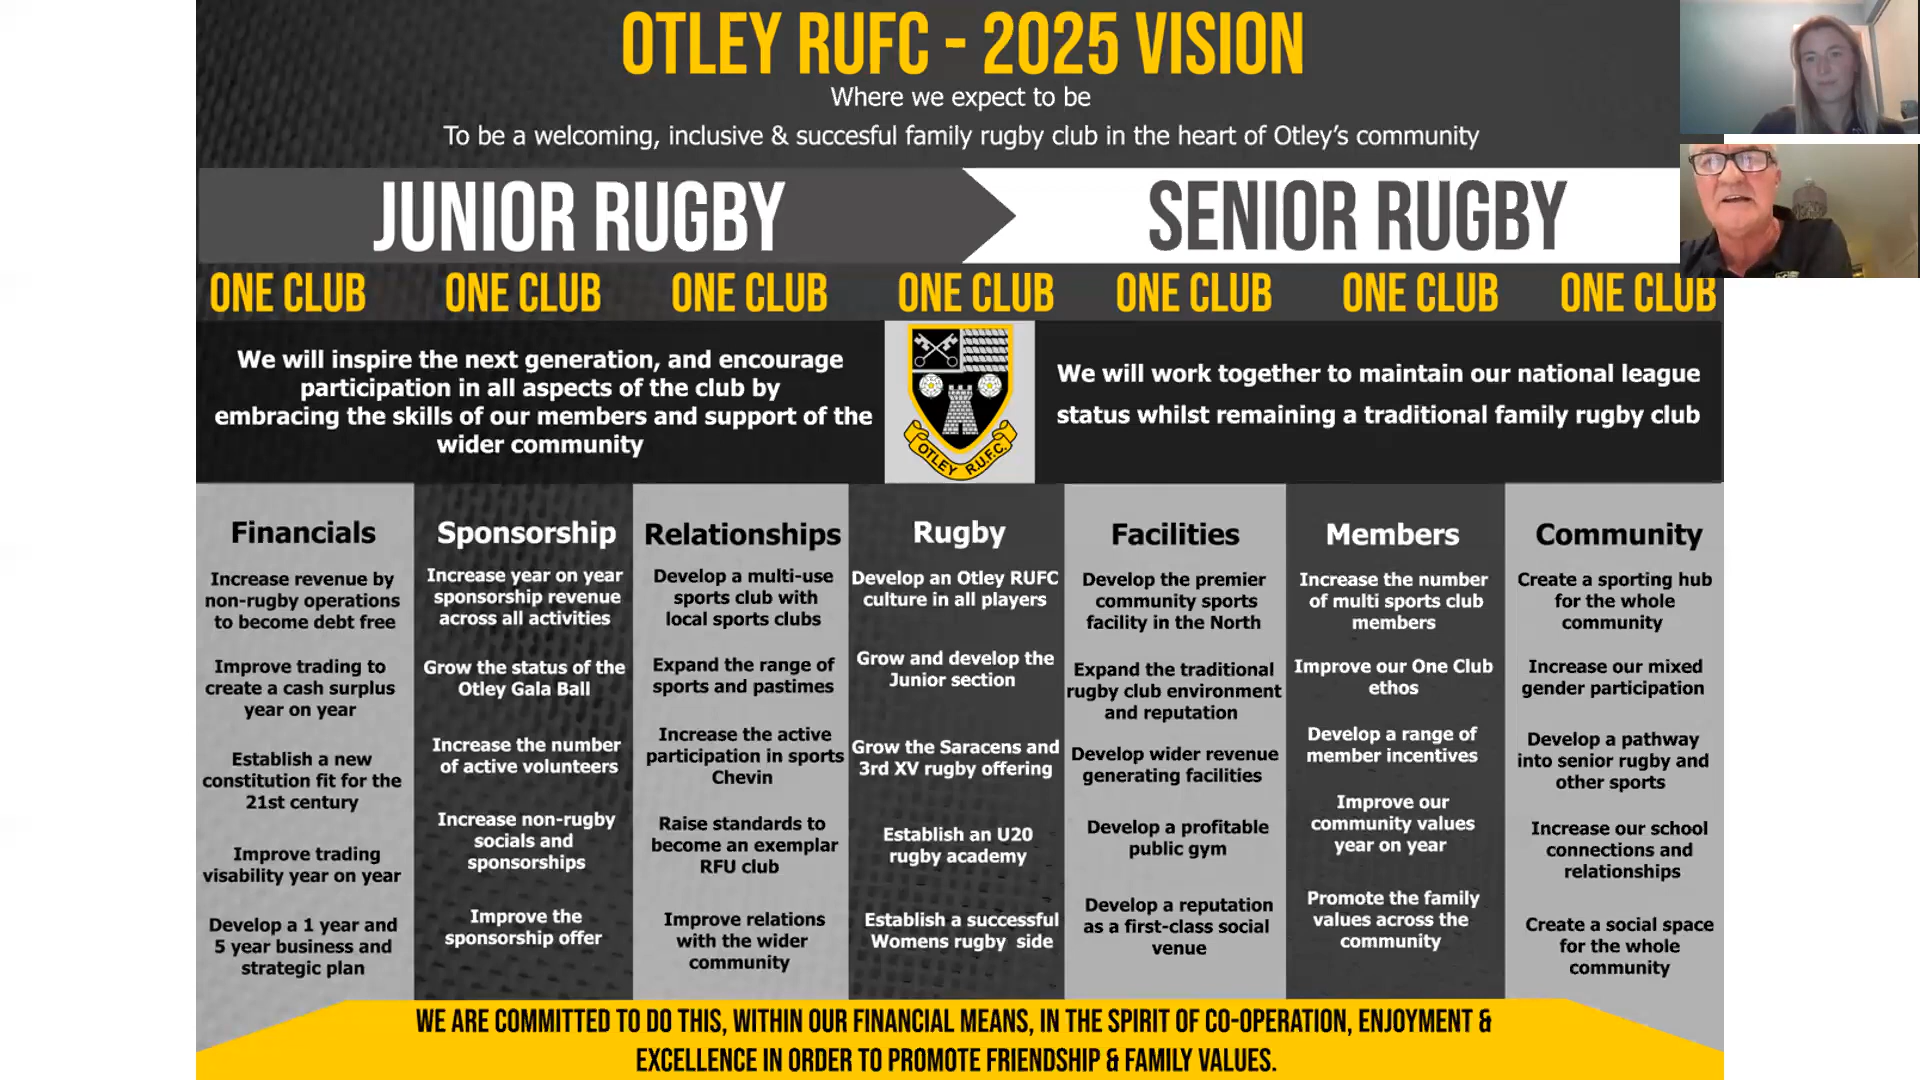 OTLEY RUFC - 2025 VISION
Where we expect to be
To be a welcoming, inclusive & succesful family rugby club in the heart of Otley's community
JUNIOR RUGBY
SENIOR RUGBY
ONE CLUB ONE CLUB ONE CLUB ONE CLUB ONE CLUB ONE CLUB ONE CLUB
We will inspire the next generation, and encourage
participation in all aspects of the club by
embracing the skills of our members and support of the
wider community
OTLEY R.U.F.C.
We will work together to maintain our national league
status whilst remaining a traditional family rugby club
Financials
Increase revenue by
non-rugby operations
to become debt free
Improve trading to
create a cash surplus
year on year
Establish a new
constitution fit for the
21st century
Improve trading
visability year on year
Develop a 1 year and
5 year business and
strategic plan
Sponsorship
Increase year on year
sponsorship revenue
across all activities
Grow the status of the
Otley Gala Ball
Increase the number
of active volunteers
Increase non-rugby
socials and
sponsorships
Improve the
sponsorship offer
Relationships
Develop a multi-use
sports club with
local sports clubs
Expand the range of
sports and pastimes
Increase the active
participation in sports
Chevin
Raise standards to
become an exemplar
RFU club
Improve relations
with the wider
community
Rugby
Develop an Otley RUFC
culture in all players
Grow and develop the
Junior section
Grow the Saracens and
3rd XV rugby offering
Establish an U20
rugby academy
Establish a successful
Womens rugby side
Facilities
Develop the premier
community sports
facility in the North
Expand the traditional
rugby club environment
and reputation
Develop wider revenue
generating facilities
Develop a profitable
public gym
Develop a reputation
as a first-class social
venue
Members
Increase the number
of multi sports club
members
Improve our One Club
ethos
Develop a range of
member incentives
Improve our
community values
year on year
Promote the family
values across the
community
Community
Create a sporting hub
for the whole
community
Increase our mixed
gender participation
Develop a pathway
into senior rugby and
other sports
Increase our school
connections and
relationships
Create a social space
for the whole
community
WE ARE COMMITTED TO DO THIS, WITHIN OUR FINANCIAL MEANS, IN THE SPIRIT OF CO-OPERATION, ENJOYMENT &
EXCELLENCE IN ORDER TO PROMOTE FRIENDSHIP & FAMILY VALUES.